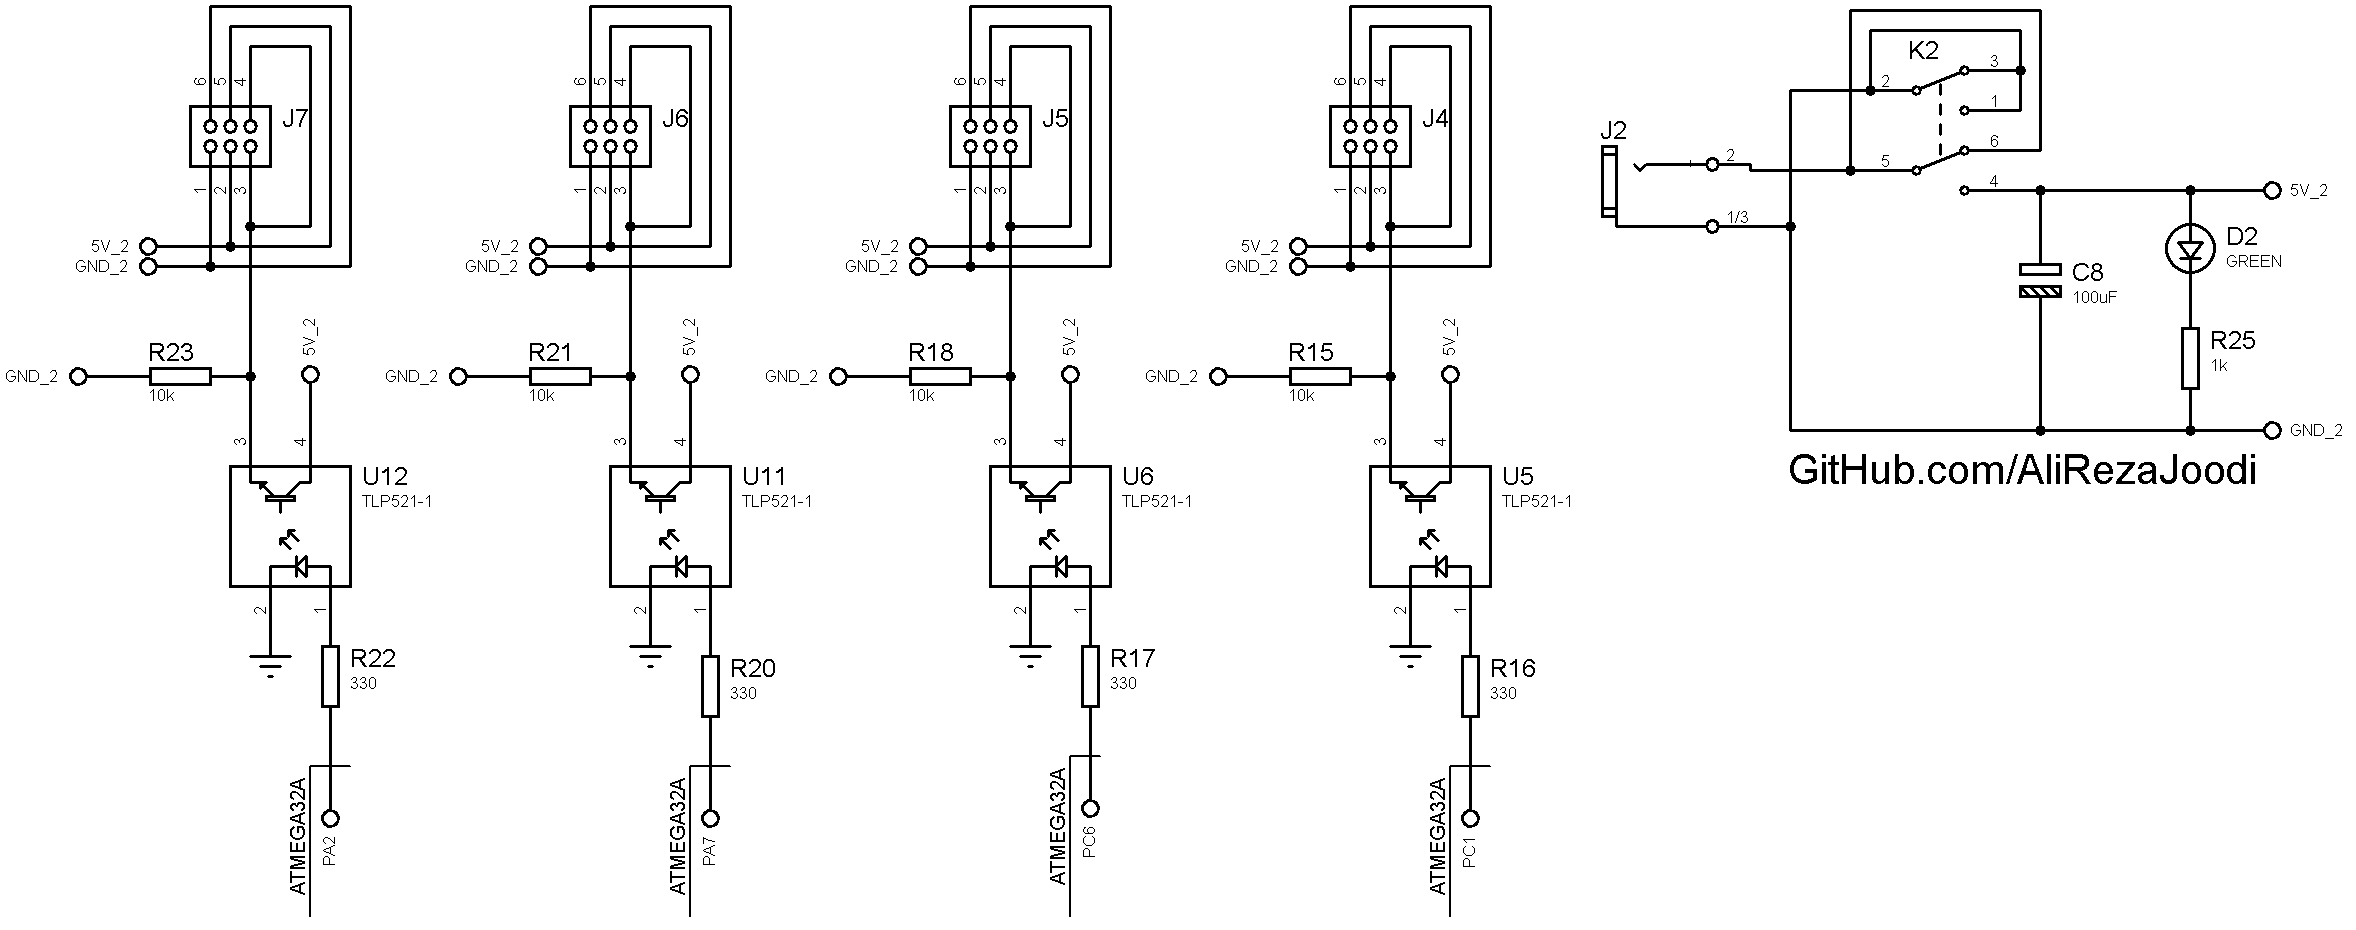 6 5 4
J7
1 2 3
5V_2
GND_2
5V_2
R23
GND_2
10k
3 4
U12
TLP521-1
2 1
R22
330
ATMEGA32A
PA2
6 5 4
J6
1 2 3
5V_2
GND_2
5V_2
R21
GND_2
10k
3 4
U11
TLP521-1
2 1
R20
330
ATMEGA32A
PA7
6 5 4
J5
1 2 3
5V_2
GND_2
5V_2
R18
GND_2
10k
3 4
U6
TLP521-1
2 1
R17
330
ATMEGA32A
PC6
6 5 4
J4
1 2 3
5V_2
GND_2
5V_2
R15
GND_2
10k
3 4
U5
TLP521-1
2 1
R16
330
ATMEGA32A
PC1
K2
2 3
1
J2
2
5 6
4
1/3
5V_2
D2
GREEN
C8
100uF
R25
1k
GND_2
GitHub.com/AliRezaJoodi